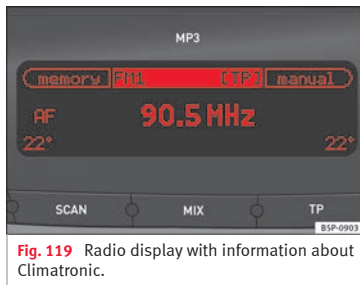 MP3
memory FM1 [TP] manual
AF 90.5 MHz
22° 22°
SCAN MIX TP
BSP-0903
Fig. 119 Radio display with information about
Climatronic.